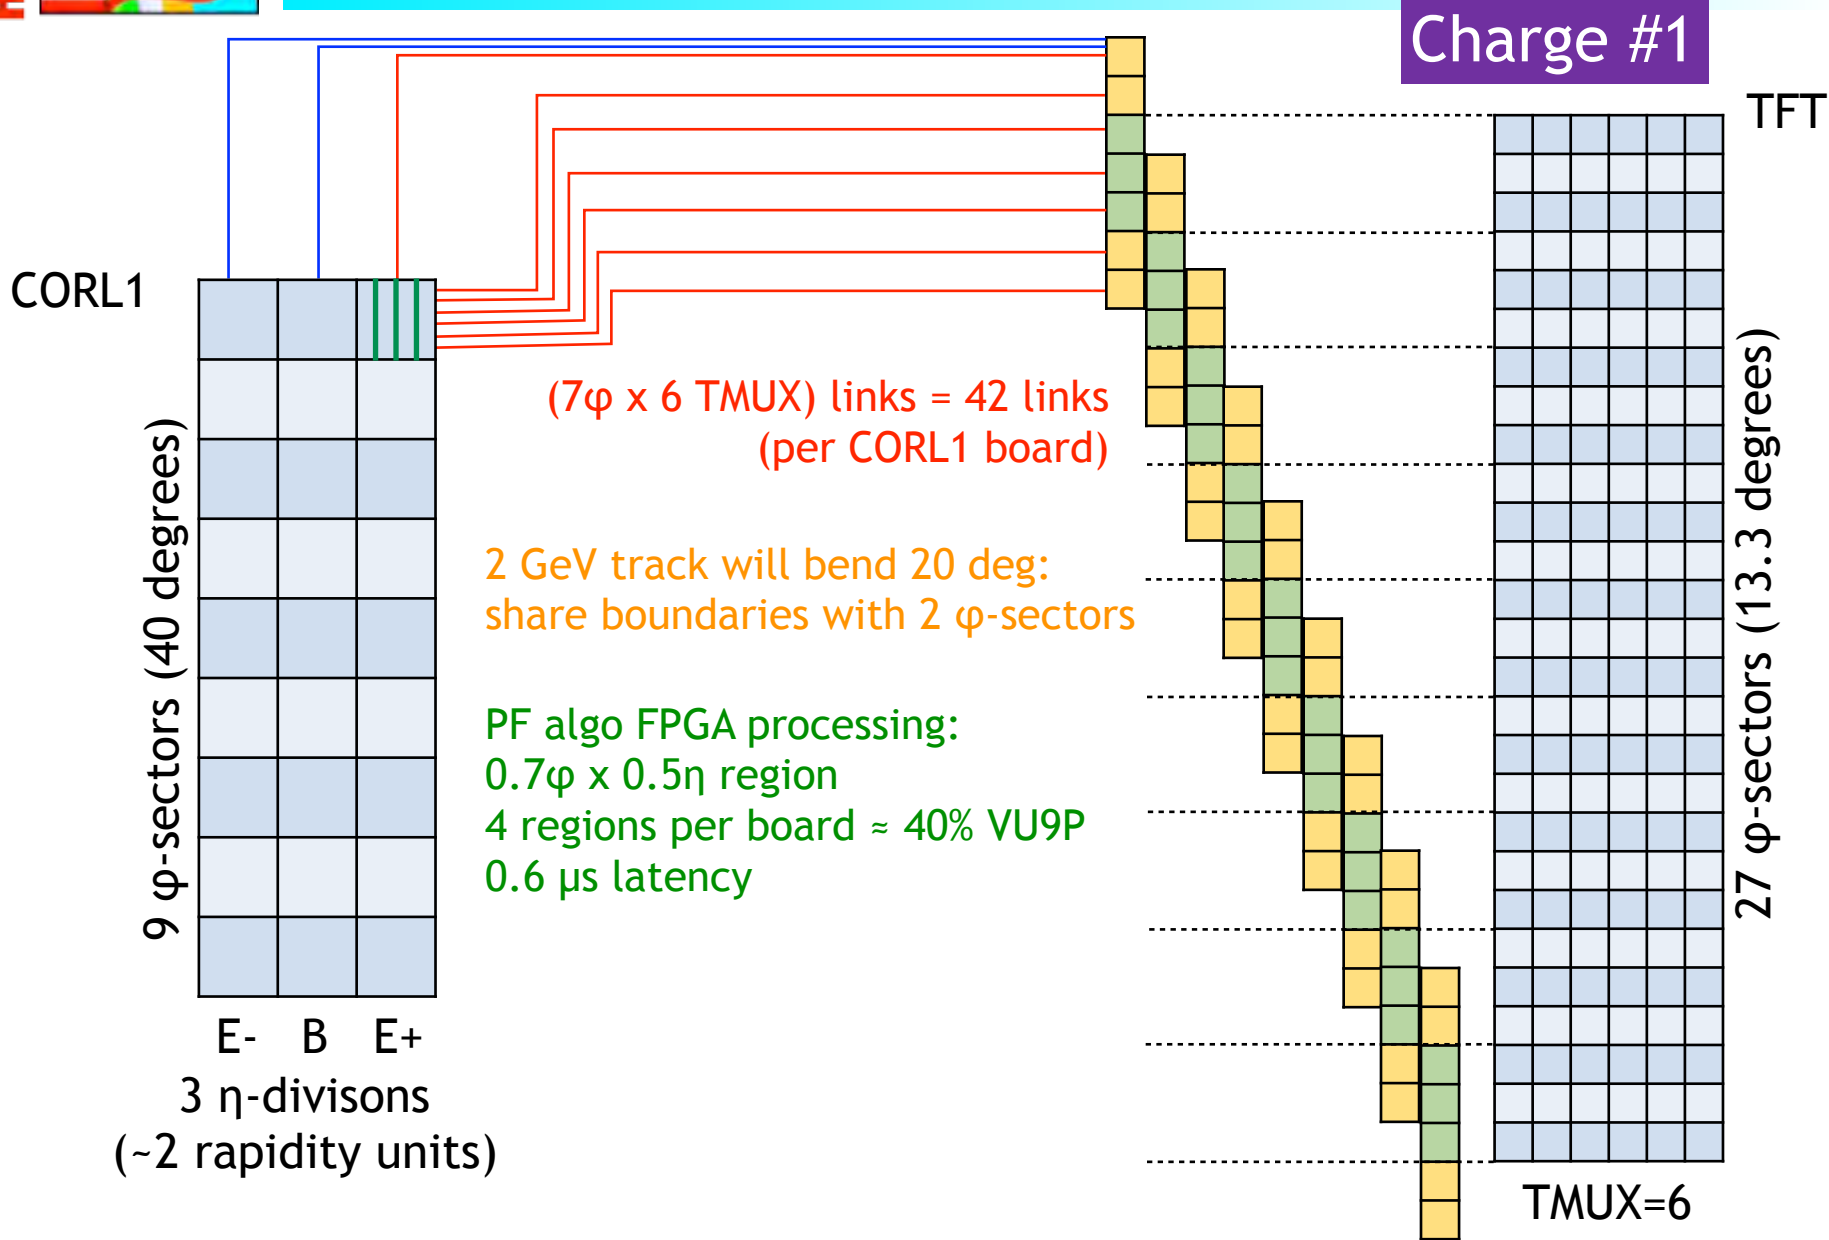 Charge #1
TFT
CORL1
(7φ x 6 TMUX) links = 42 links
(per CORL1 board)
2 GeV track will bend 20 deg:
share boundaries with 2 φ-sectors
PF algo FPGA processing:
0.7φ x 0.5η region
4 regions per board ≈ 40% VU9P
0.6 μs latency
9 φ-sectors (40 degrees)
27 φ-sectors (13.3 degrees)
E- B E+
3 η-divisons
(~2 rapidity units)
TMUX=6